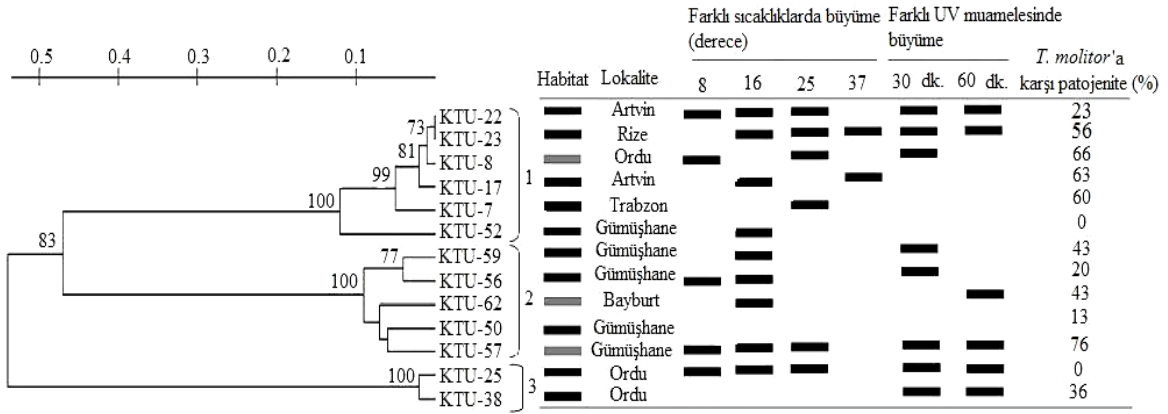 Farklı sıcaklıklarda büyüme (derece)
Farklı UV muamelesinde büyüme
T. molitor'a karşı patojenite (%)
0.5 0.4 0.3 0.2 0.1
Habitat Lokalite 8 16 25 37 30 dk. 60 dk.
KTU-22 Artvin 23
73
KTU-23 Rize 56
81
KTU-8 Ordu 66
99
KTU-17 1 Artvin 63
100
KTU-7 Trabzon 60
KTU-52 Gümüşhane 0
83
KTU-59 Gümüşhane 43
77
KTU-56 Gümüşhane 20
100
KTU-62 2 Bayburt 43
KTU-50 Gümüşhane 13
KTU-57 Gümüşhane 76
KTU-25 Ordu 0
100 3
KTU-38 Ordu 36